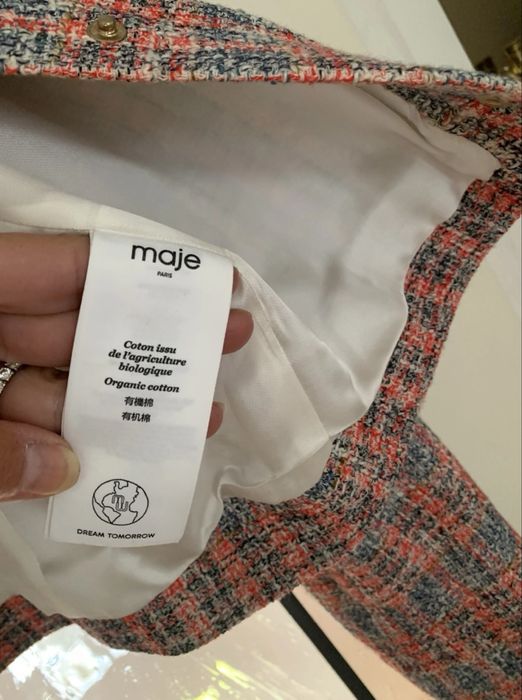 maje
PARIS
Coton issu
de l'agriculture
biologique
Organic cotton
有機棉
有机棉
DREAM TOMORROW